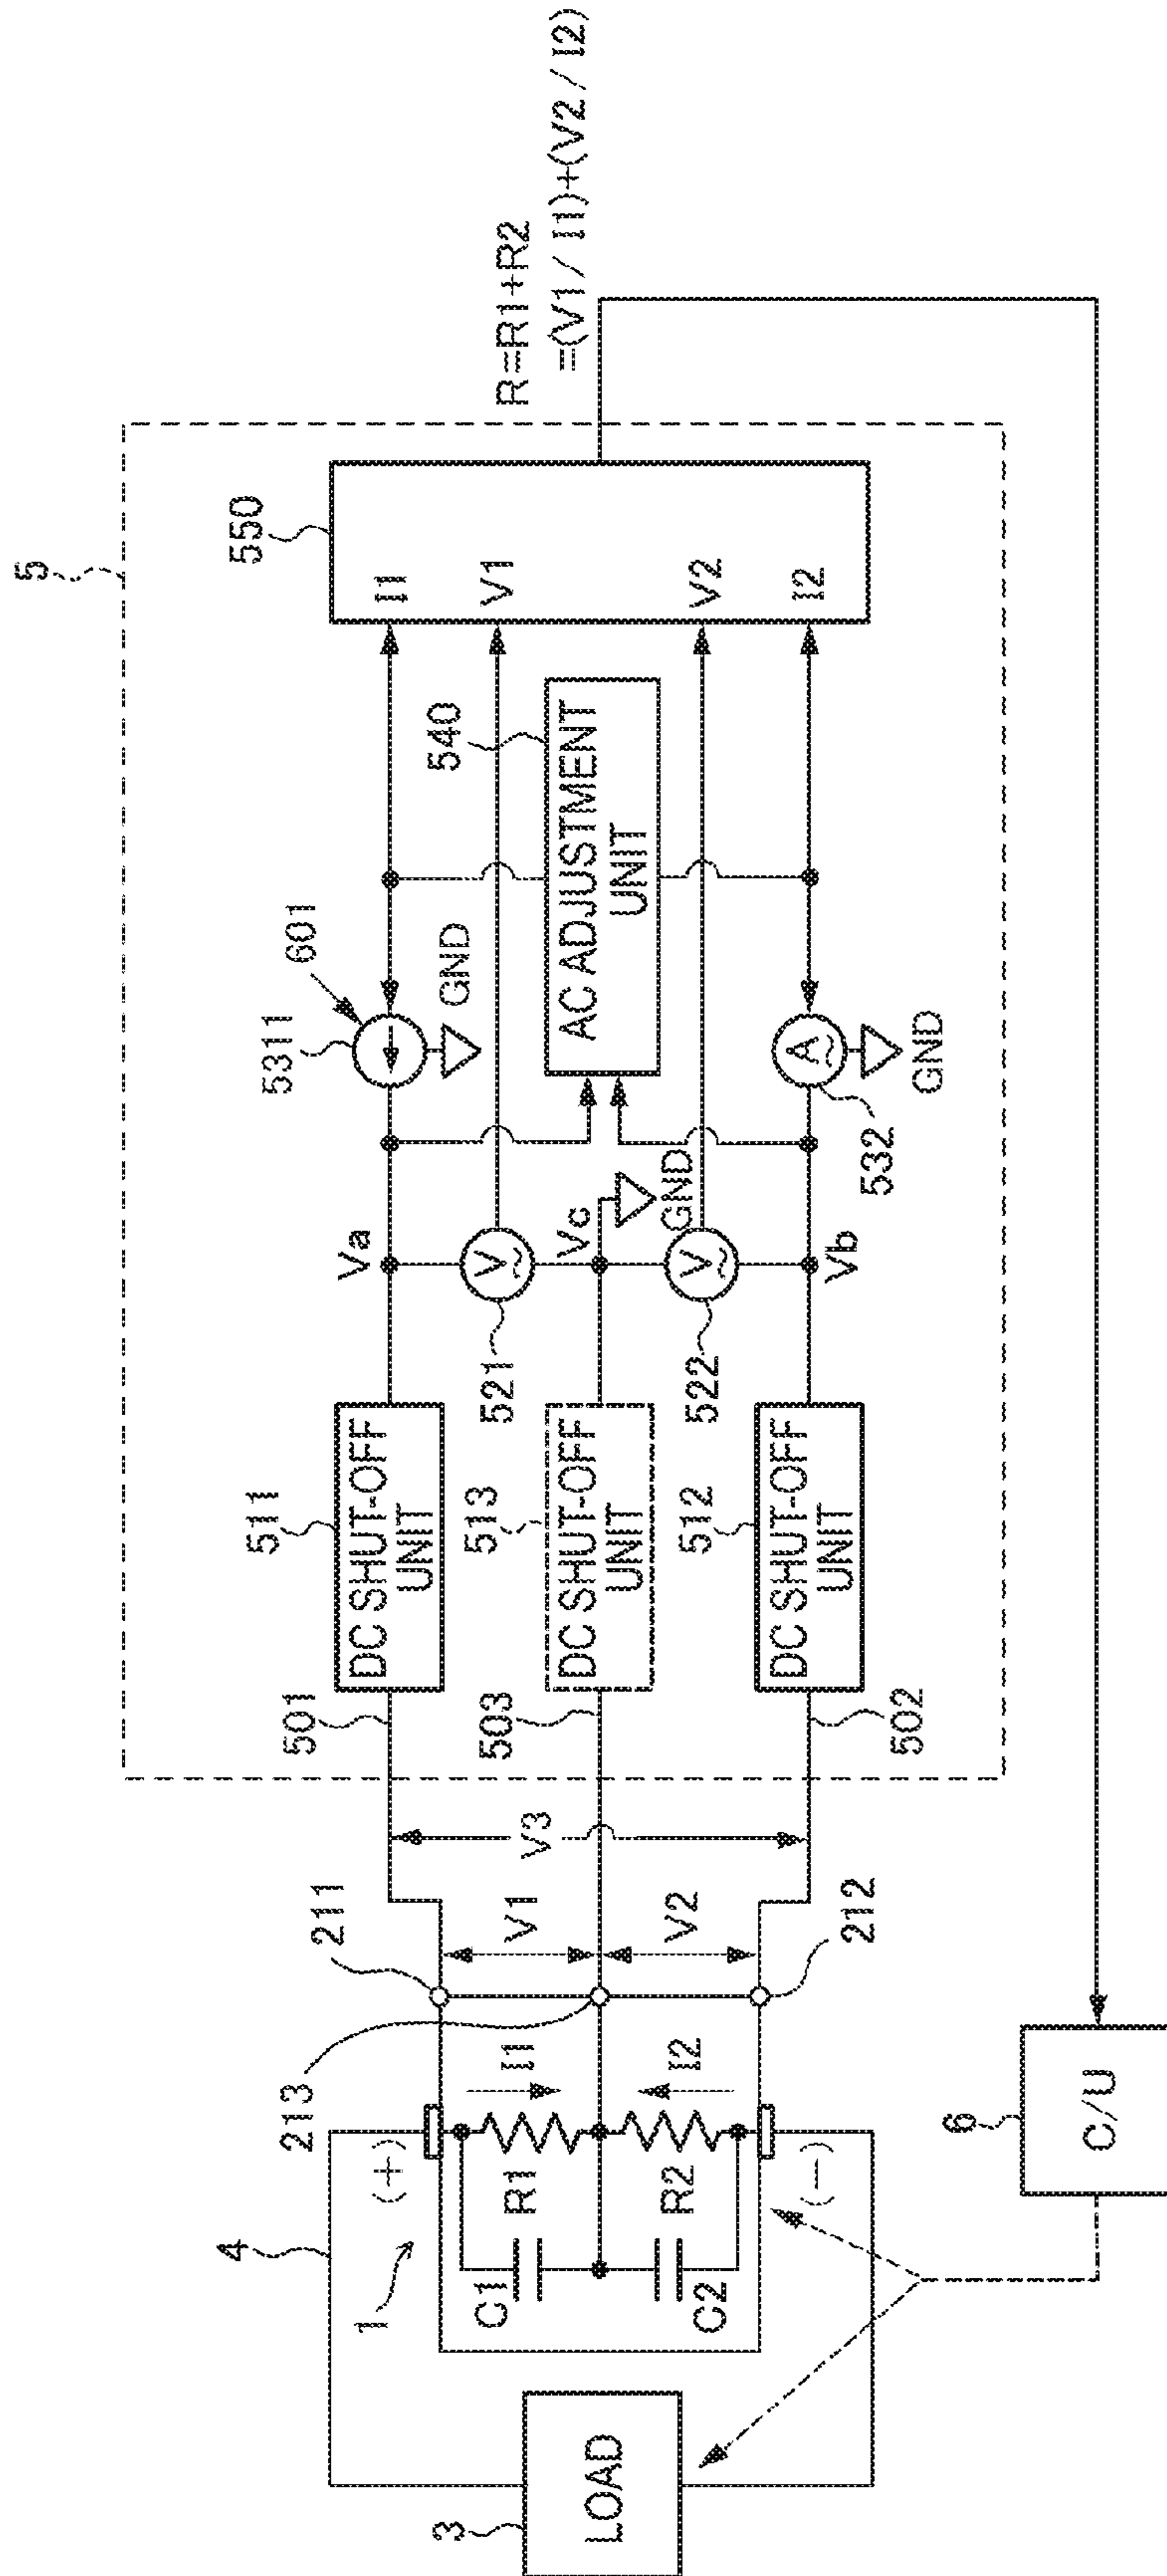 5
R=R1+R2
=(V1 / I1)+(V2 / I2)
550
I1
V1
V2
I2
540
AC ADJUSTMENT
UNIT
601
5311
GND
A
GND
532
Va
Vc
GND
Vb
V
521
V
522
511
DC SHUT-OFF
UNIT
513
DC SHUT-OFF
UNIT
512
DC SHUT-OFF
UNIT
501
503
502
V3
211
V1
V2
212
213
I1
I2
(+)
R1
R2
(-)
4
1
C1
C2
6
C/U
3
LOAD